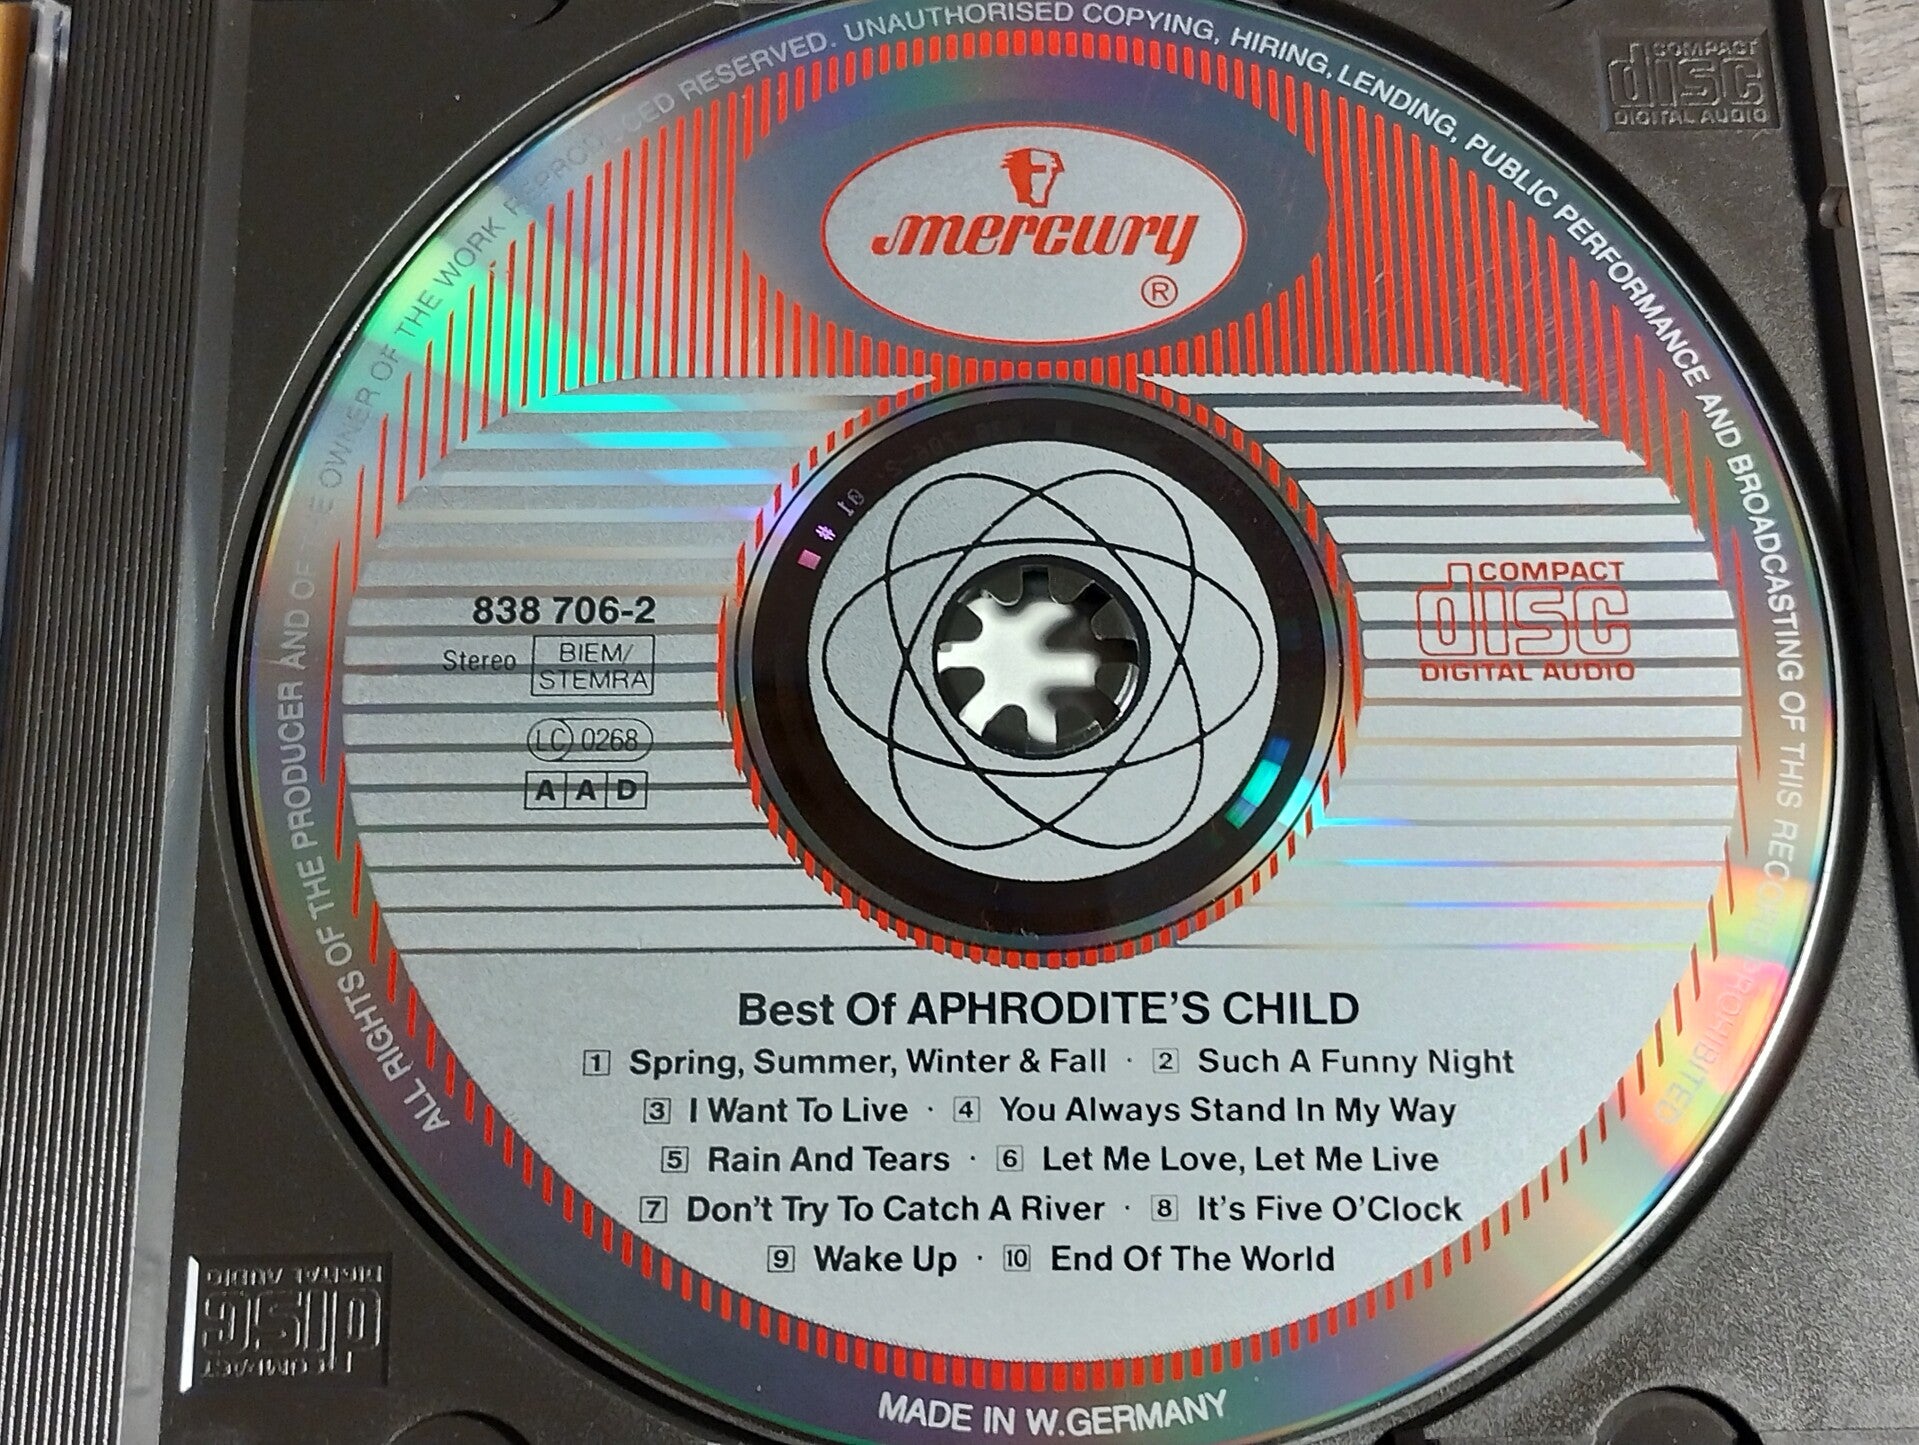 ALL RIGHTS OF THE PRODUCER AND OF THE OWNER OF THE WORK REPRODUCED RESERVED. UNAUTHORISED COPYING, HIRING, LENDING, PUBLIC PERFORMANCE AND BROADCASTING OF THIS RECORD PROHIBITED
mercury
®
COMPACT
disc
DIGITAL AUDIO
838 706-2
Stereo
BIEM/
STEMRA
LC 0268
A A D
COMPACT
disc
DIGITAL AUDIO
# 01
Best Of APHRODITE'S CHILD
1 Spring, Summer, Winter & Fall · 2 Such A Funny Night
3 I Want To Live · 4 You Always Stand In My Way
5 Rain And Tears · 6 Let Me Love, Let Me Live
7 Don't Try To Catch A River · 8 It's Five O'Clock
9 Wake Up · 10 End Of The World
MADE IN W.GERMANY
COMPACT
disc
DIGITAL AUDIO